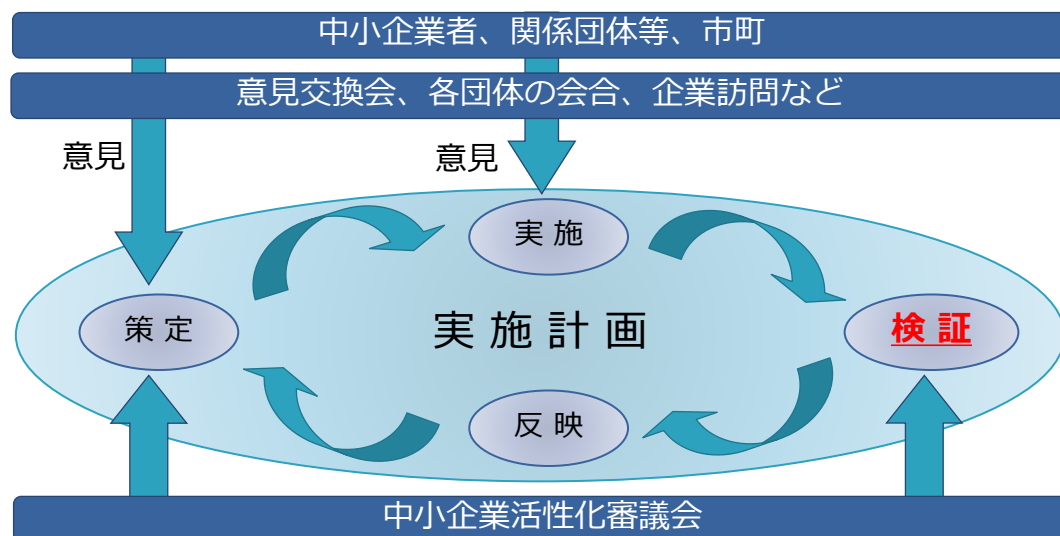 中小企業者、関係団体等、市町
意見交換会、各団体の会合、企業訪問など
意見
意見
実 施
策 定
実 施 計 画
検 証
反 映
中小企業活性化審議会